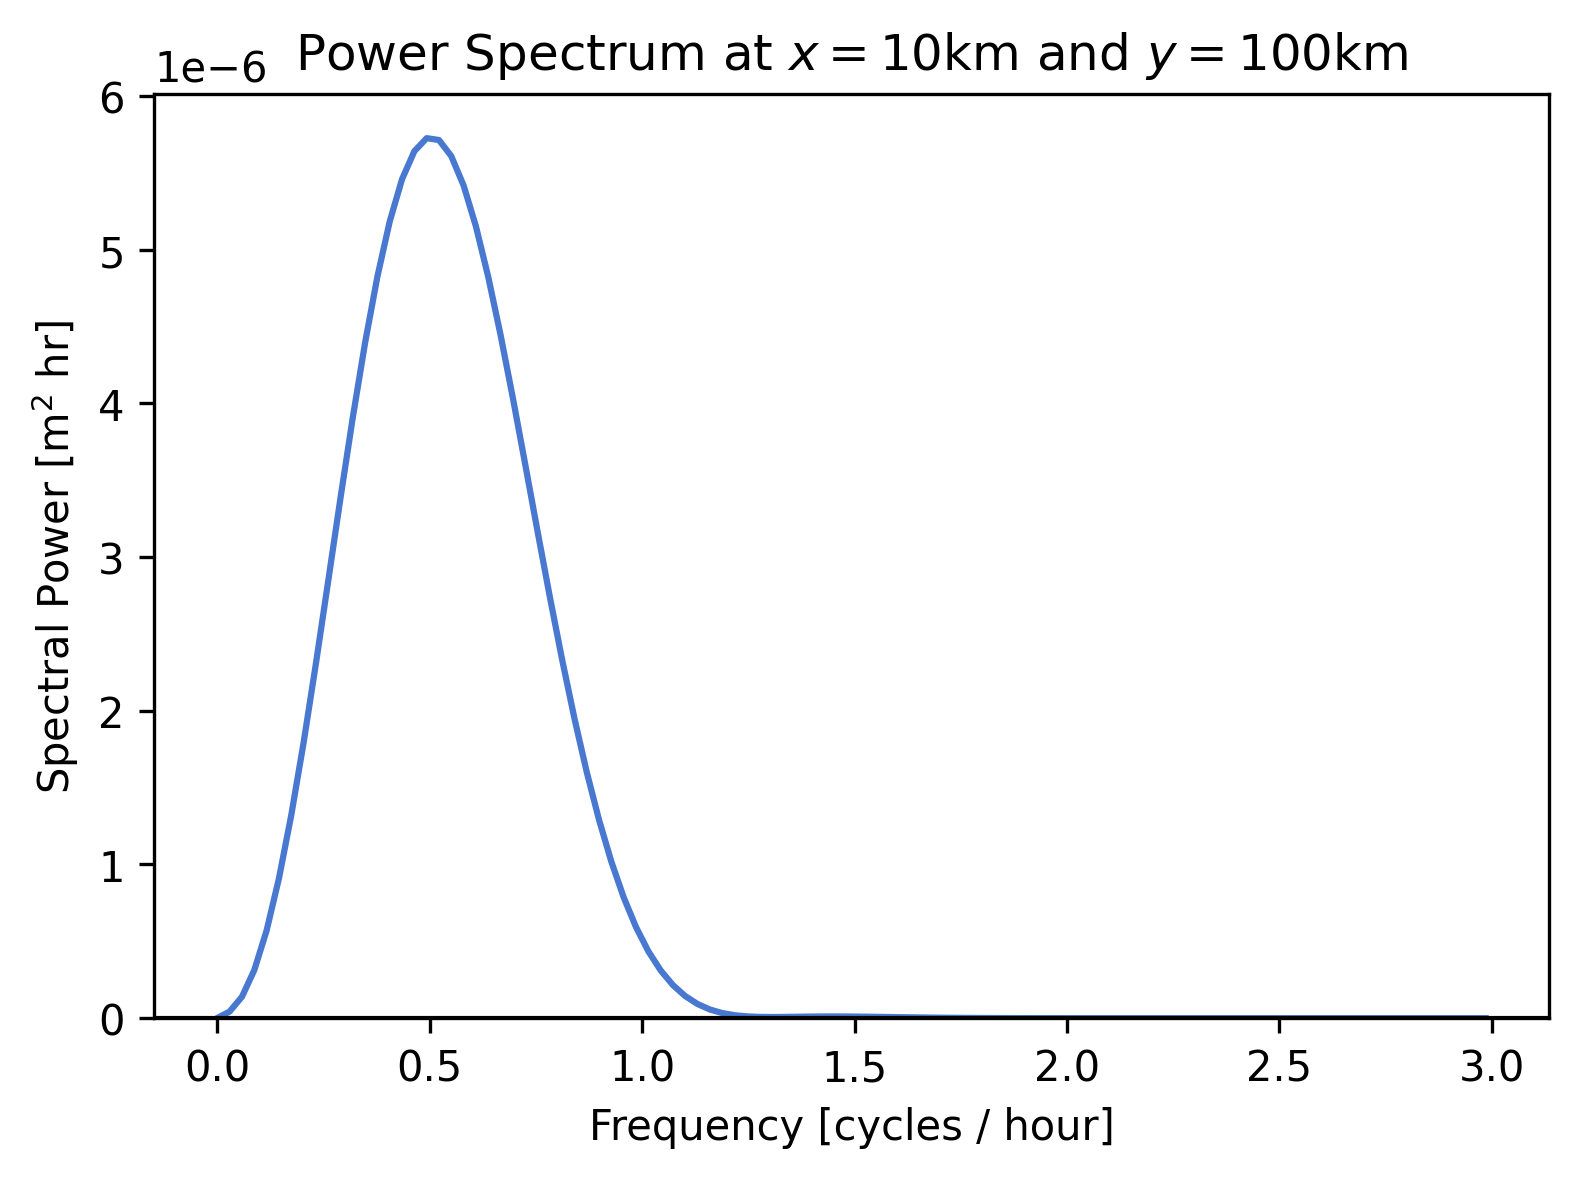 Power Spectrum at x = 10km and y = 100km
1e−6
6
5
4
3
2
1
0
Spectral Power [m² hr]
0.0 0.5 1.0 1.5 2.0 2.5 3.0
Frequency [cycles / hour]